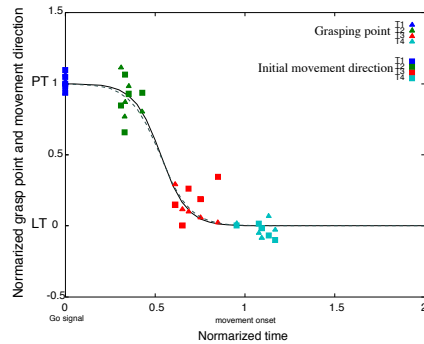 1.5
Grasping point
T1
T2
T3
T4
Initial movement direction
T1
T2
T3
T4
Normarized grasp point and movement direction
PT 1
0.5
LT 0
-0.5
0 0.5 1 1.5 2
Go signal movement onset
Normarized time